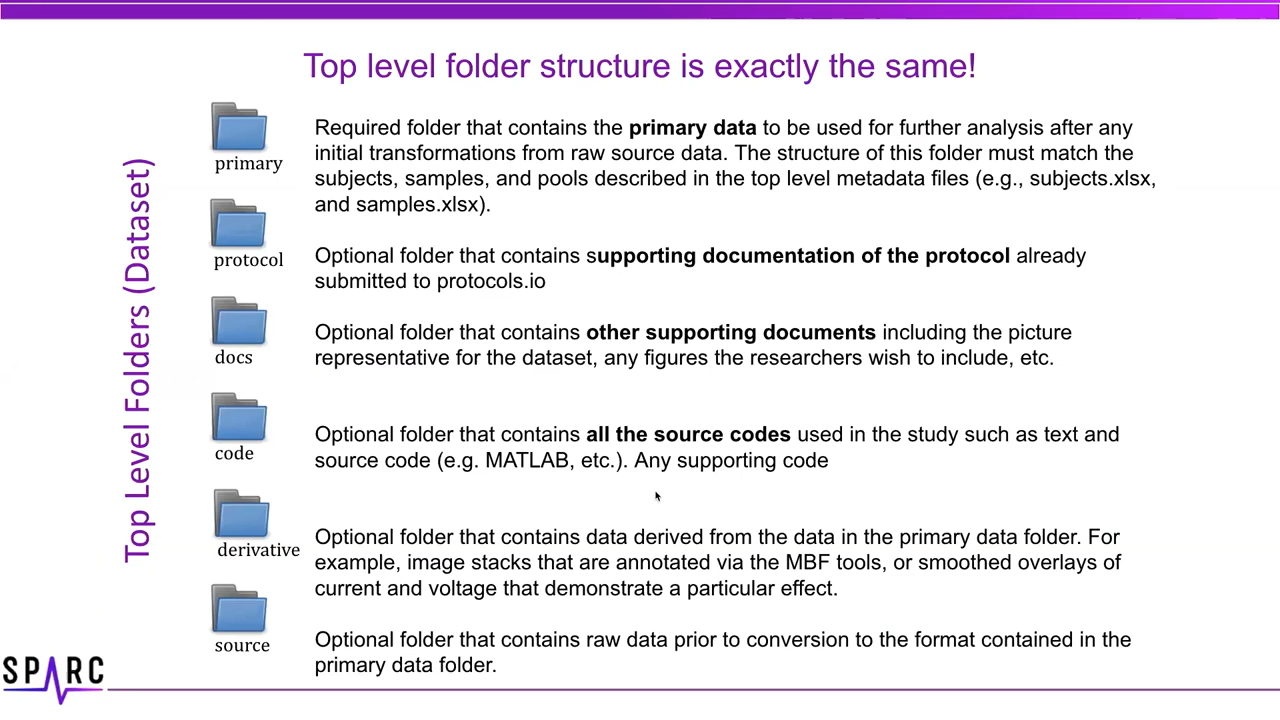 Top level folder structure is exactly the same!
Top Level Folders (Dataset)
primary
Required folder that contains the primary data to be used for further analysis after any
initial transformations from raw source data. The structure of this folder must match the
subjects, samples, and pools described in the top level metadata files (e.g., subjects.xlsx,
and samples.xlsx).
protocol
Optional folder that contains supporting documentation of the protocol already
submitted to protocols.io
docs
Optional folder that contains other supporting documents including the picture
representative for the dataset, any figures the researchers wish to include, etc.
code
Optional folder that contains all the source codes used in the study such as text and
source code (e.g. MATLAB, etc.). Any supporting code
derivative
Optional folder that contains data derived from the data in the primary data folder. For
example, image stacks that are annotated via the MBF tools, or smoothed overlays of
current and voltage that demonstrate a particular effect.
source
Optional folder that contains raw data prior to conversion to the format contained in the
primary data folder.
SPARC